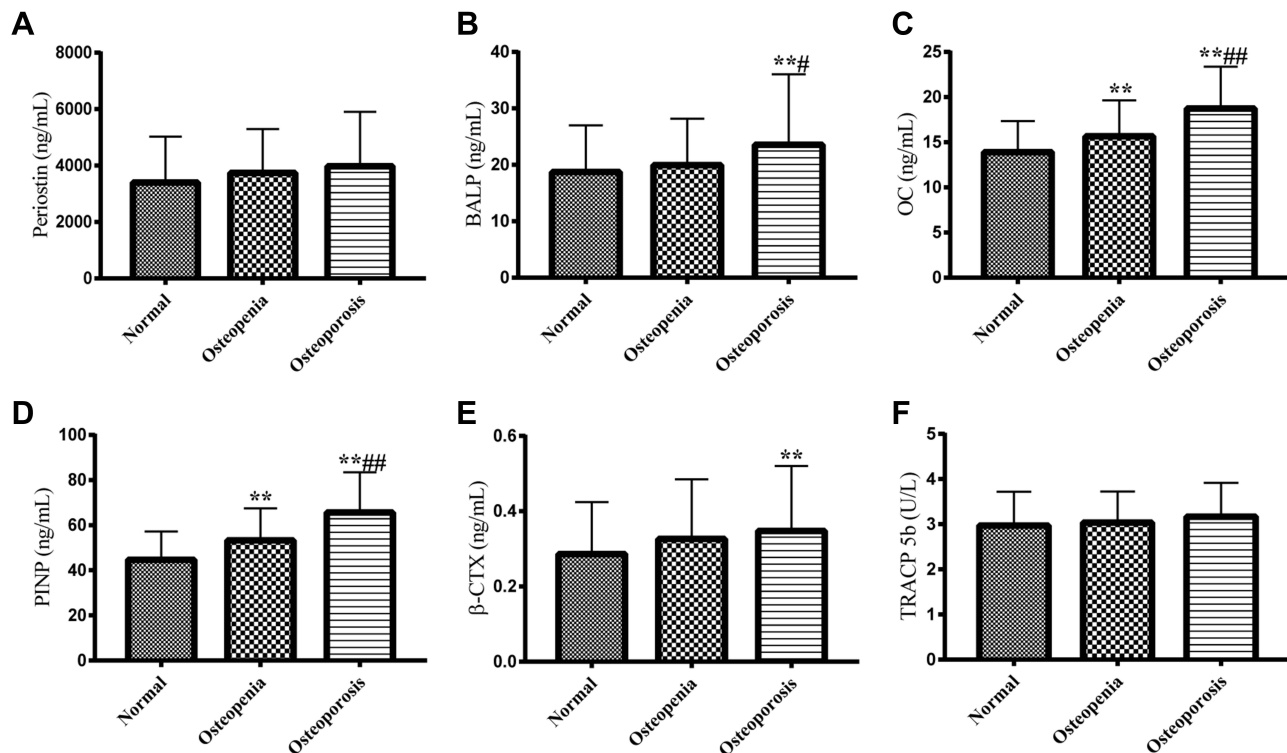 A
Periostin (ng/mL)
8000
6000
4000
2000
0
Normal
Osteopenia
Osteoporosis
B
BALP (ng/mL)
40
30
20
10
0
**#
Normal
Osteopenia
Osteoporosis
C
OC (ng/mL)
25
20
15
10
5
0
**
**##
Normal
Osteopenia
Osteoporosis
D
PINP (ng/mL)
100
80
60
40
20
0
**
**##
Normal
Osteopenia
Osteoporosis
E
β-CTX (ng/mL)
0.6
0.4
0.2
0.0
**
Normal
Osteopenia
Osteoporosis
F
TRACP 5b (U/L)
5
4
3
2
1
0
Normal
Osteopenia
Osteoporosis